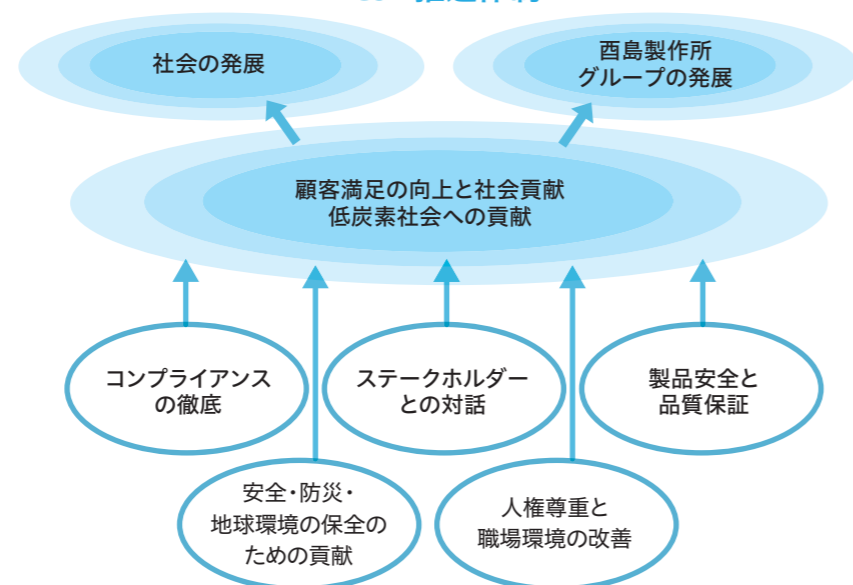 社会の発展
酉島製作所
グループの発展
顧客満足の向上と社会貢献
低炭素社会への貢献
コンプライアンス
の徹底
ステークホルダー
との対話
製品安全と
品質保証
安全・防災・
地球環境の保全の
ための貢献
人権尊重と
職場環境の改善